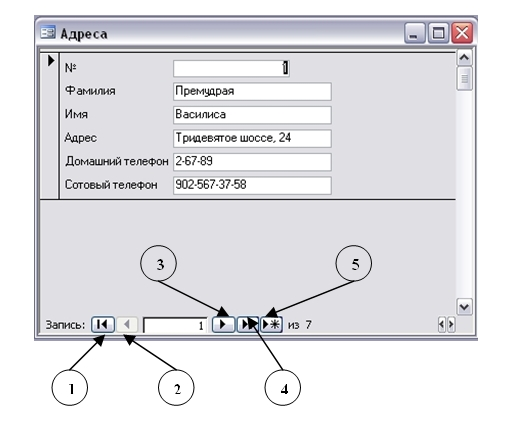 Адреса
№ 1
Фамилия Премудрая
Имя Василиса
Адрес Тридевятое шоссе, 24
Домашний телефон 2-67-89
Сотовый телефон 902-567-37-58
3 5
Запись: 1 из 7
1 2 4